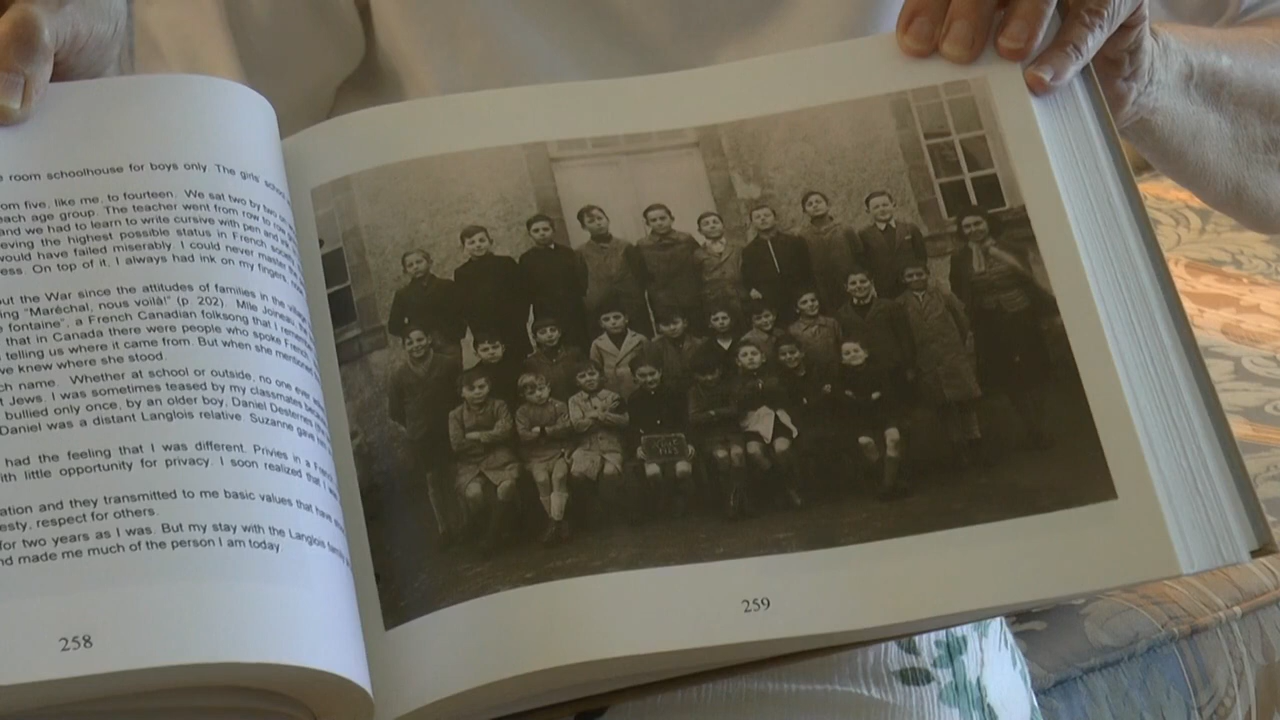 room schoolhouse for boys only. The girls'
om five, like me, to fourteen. We sat two by two
each age group. The teacher went from row to row
and we had to learn to write cursive with pen and
eving the highest possible status in French
would have failed miserably. I could never master
ess. On top of it, I always had ink on my fingers,
out the War since the attitudes of families in the village
ing "Maréchal, nous voilà!" (p. 202). Mlle Joineau,
fontaine", a French Canadian folksong that I
that in Canada there were people who spoke French,
telling us where it came from. But when she mentioned
ve knew where she stood.
ch name. Whether at school or outside, no one ever
t Jews. I was sometimes teased by my classmates
bullied only once, by an older boy, Daniel
Daniel was a distant Langlois relative. Suzanne gave
had the feeling that I was different. Privies in a
ith little opportunity for privacy. I soon realized that I
ation and they transmitted to me basic values that have
esty, respect for others.
for two years as I was. But my stay with the Langlois family
nd made me much of the person I am today
258
259